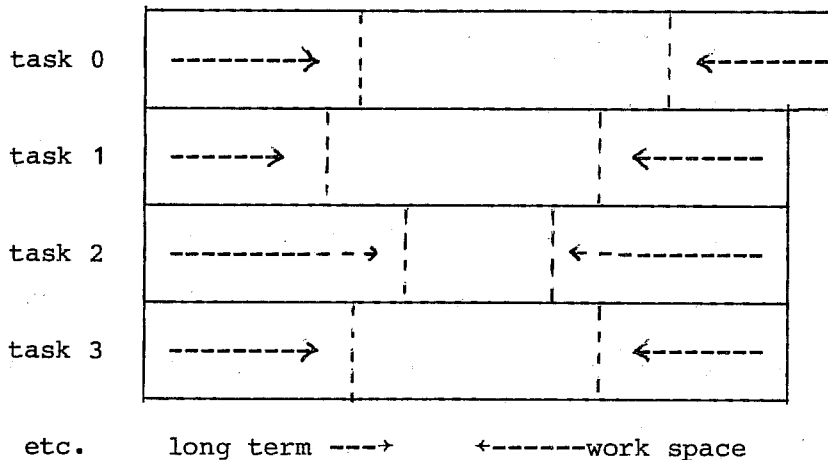 task 0
task 1
task 2
task 3
etc. long term work space